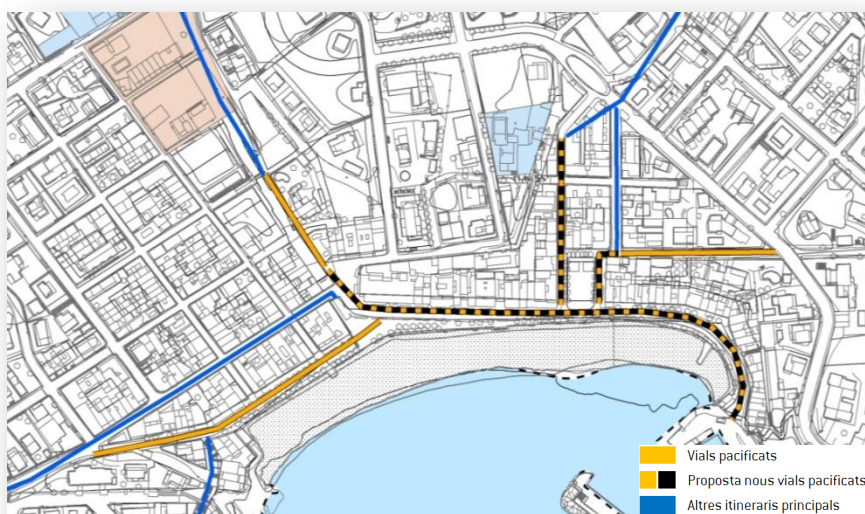 Vials pacificats
Proposta nous vials pacificats
Altres itineraris principals